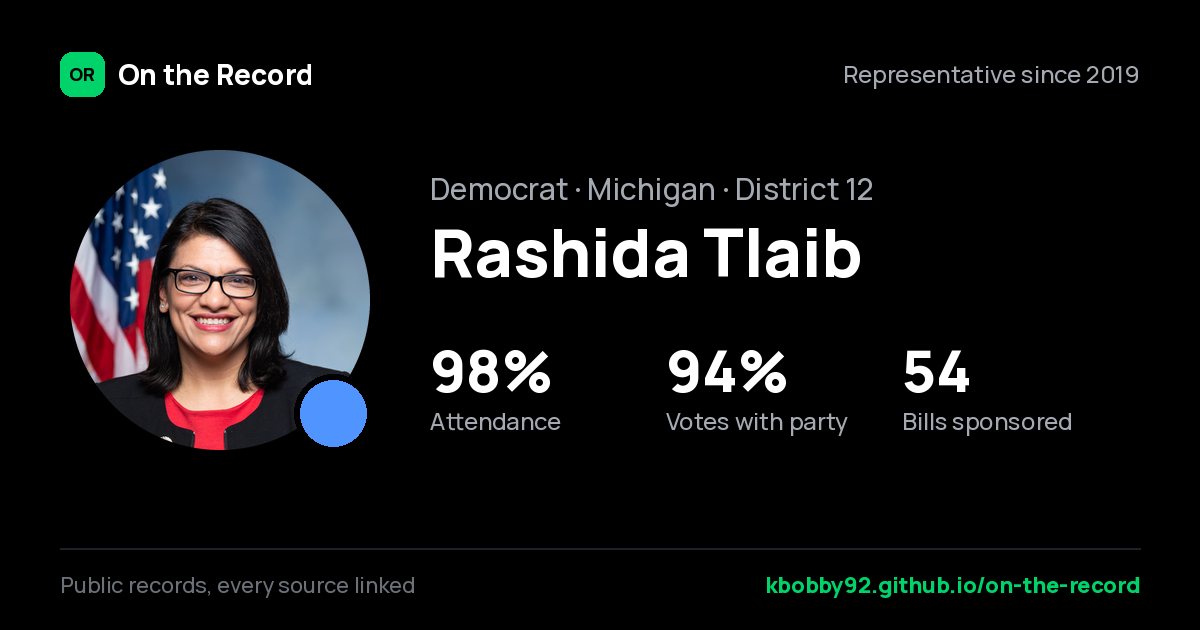 OR On the Record
Representative since 2019
Democrat · Michigan · District 12
Rashida Tlaib
98% 94% 54
Attendance Votes with party Bills sponsored
Public records, every source linked
kbobby92.github.io/on-the-record